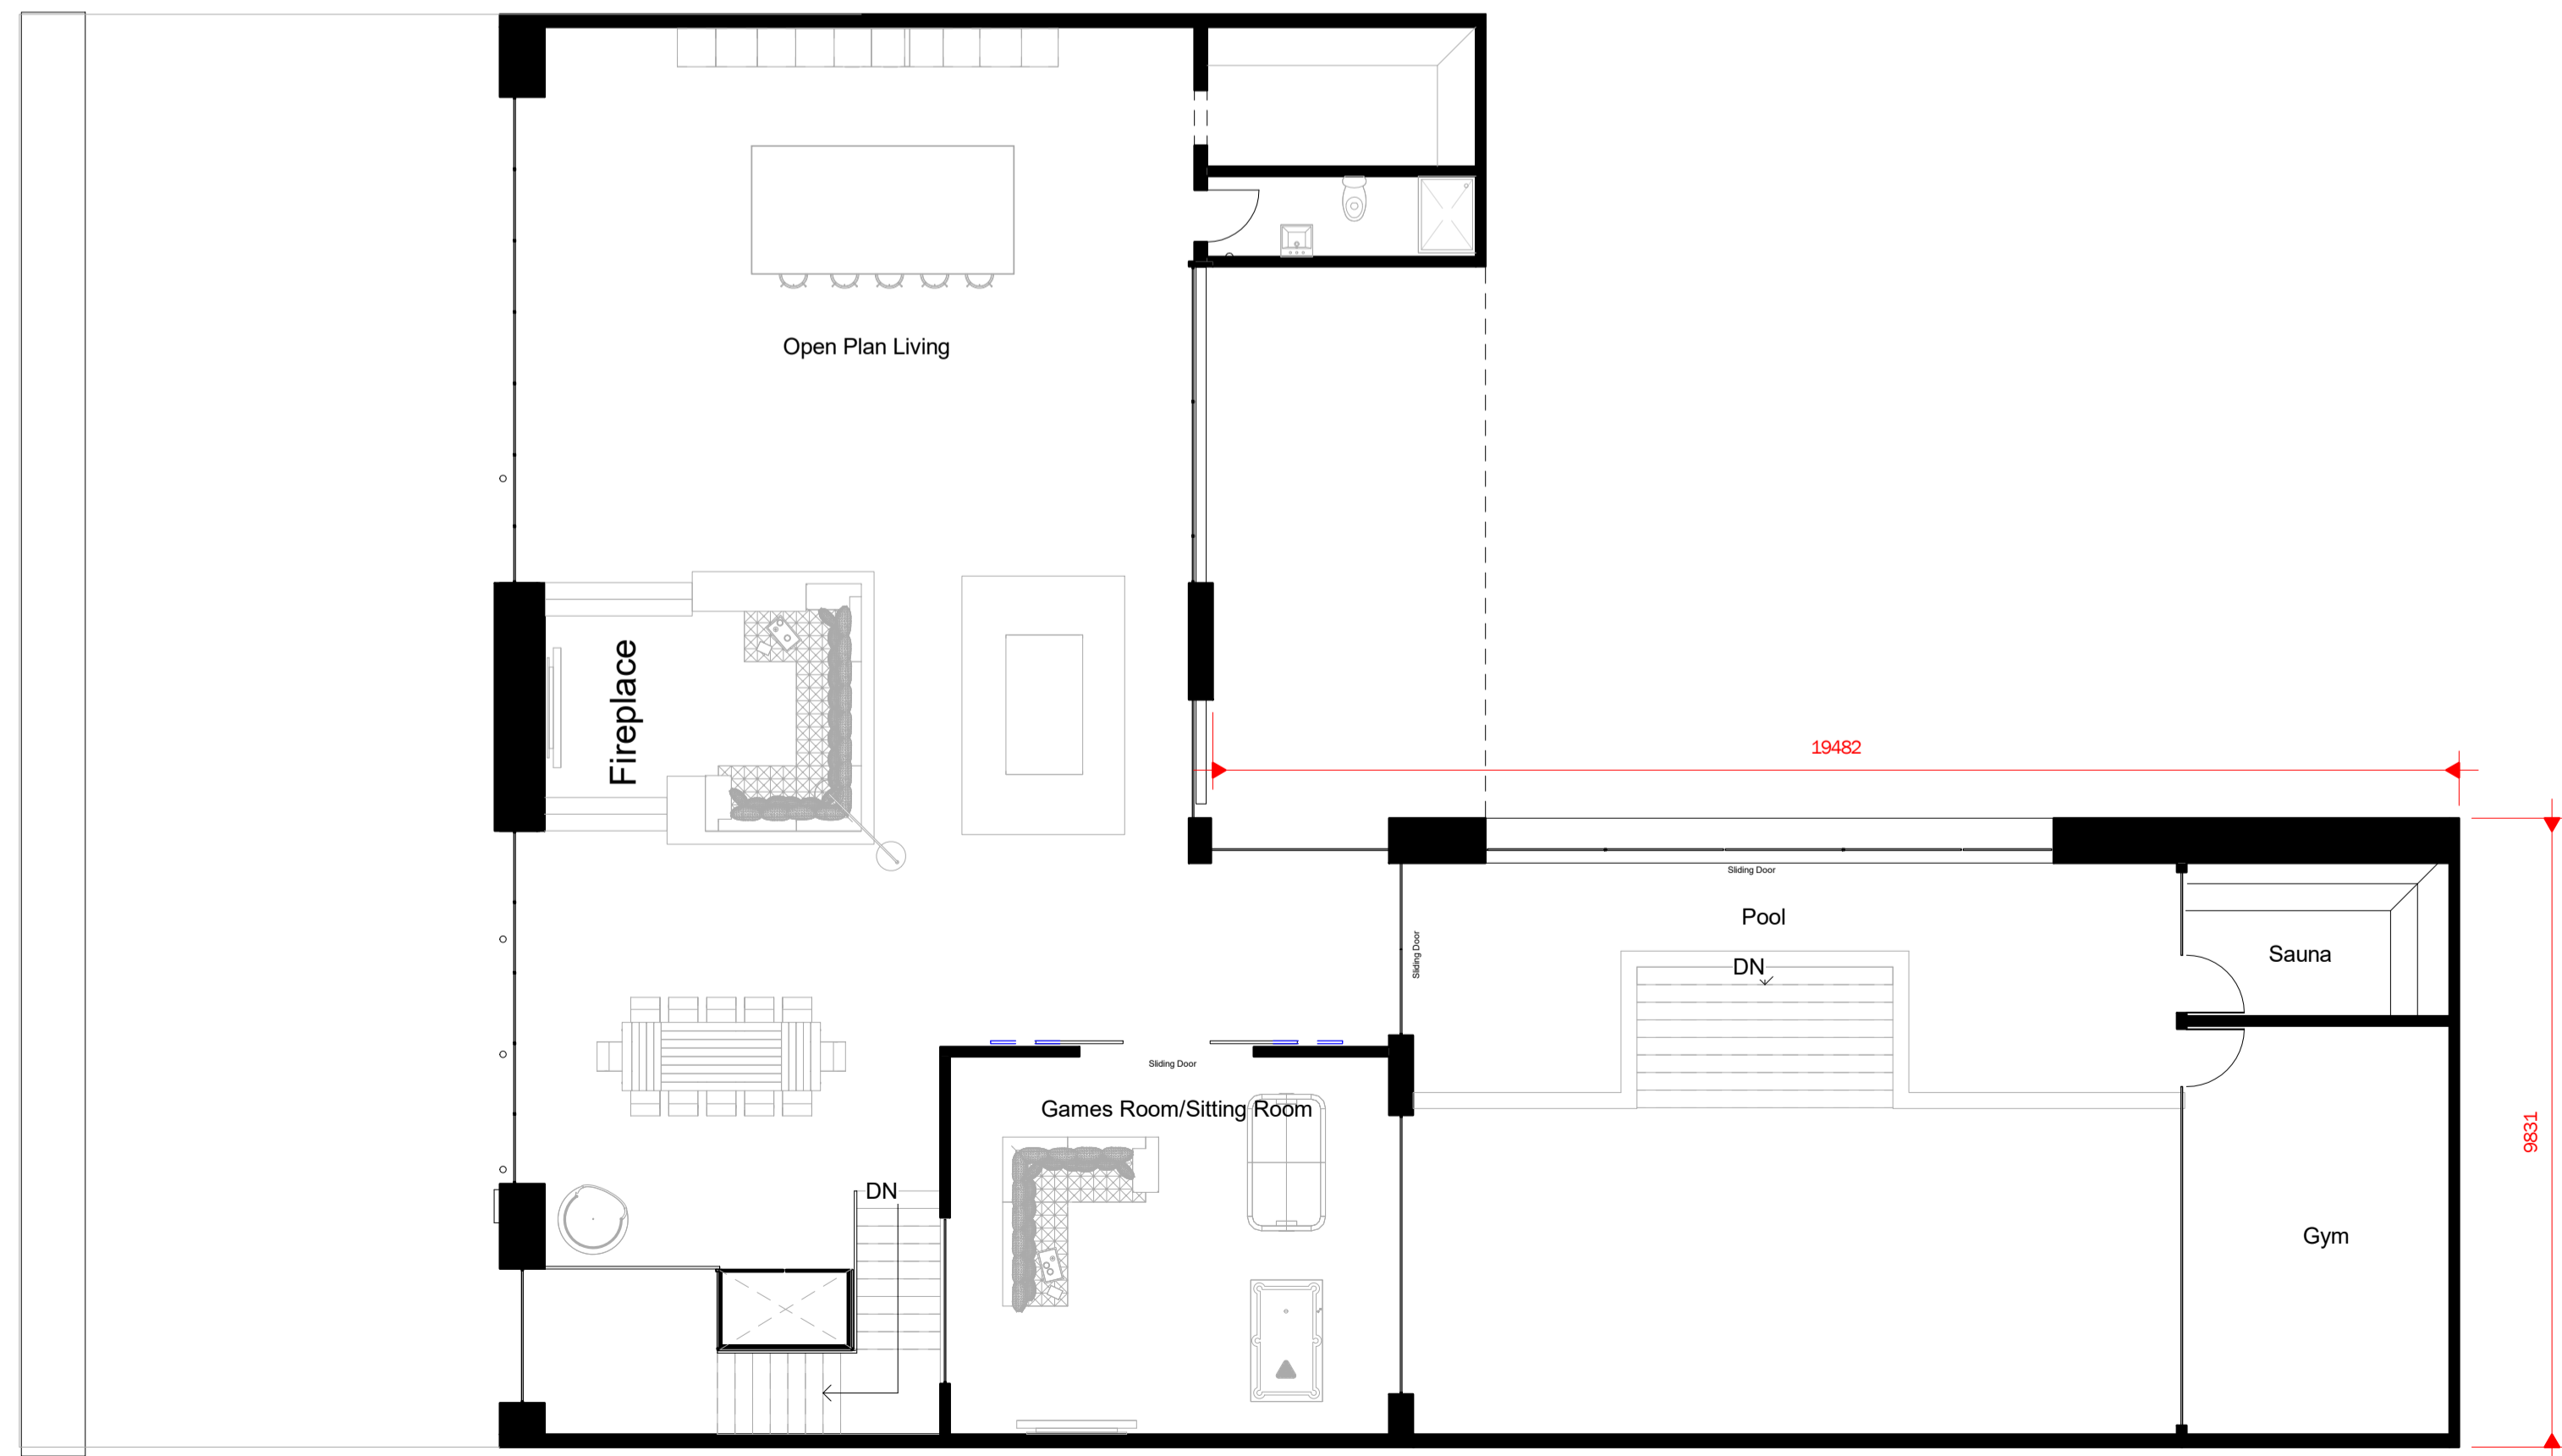 Open Plan Living
Fireplace
19482
Sliding Door
Pool
Sliding Door
Sauna
DN
Sliding Door
Games Room/Sitting Room
9831
DN
Gym